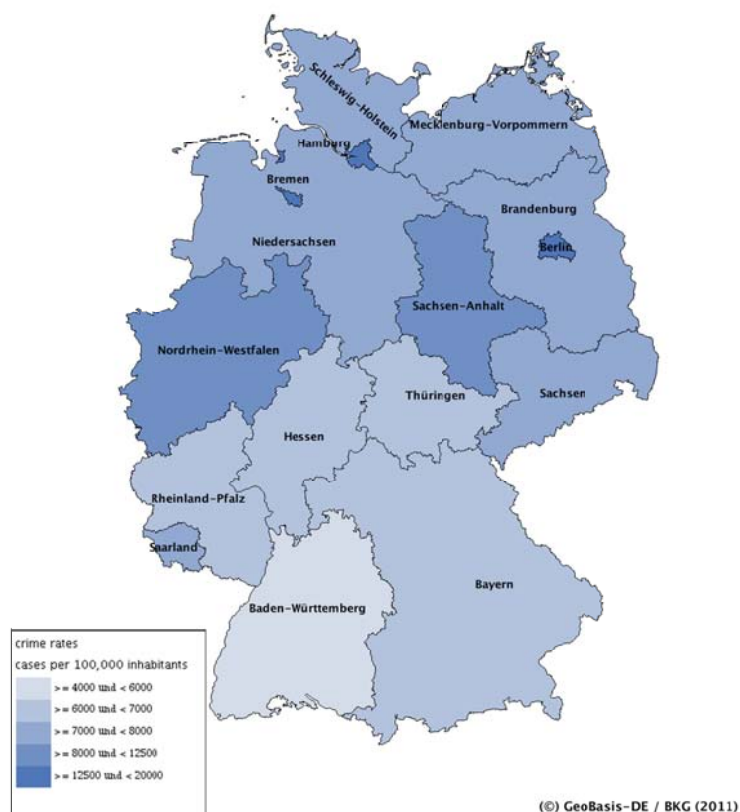 Schleswig-Holstein
Mecklenburg-Vorpommern
Hamburg
Bremen
Brandenburg
Niedersachsen
Berlin
Sachsen-Anhalt
Nordrhein-Westfalen
Thüringen
Sachsen
Hessen
Rheinland-Pfalz
Saarland
Bayern
Baden-Württemberg
crime rates
cases per 100,000 inhabitants
>= 4000 und < 6000
>= 6000 und < 7000
>= 7000 und < 8000
>= 8000 und < 12500
>= 12500 und < 20000
(©) GeoBasis-DE / BKG (2011)